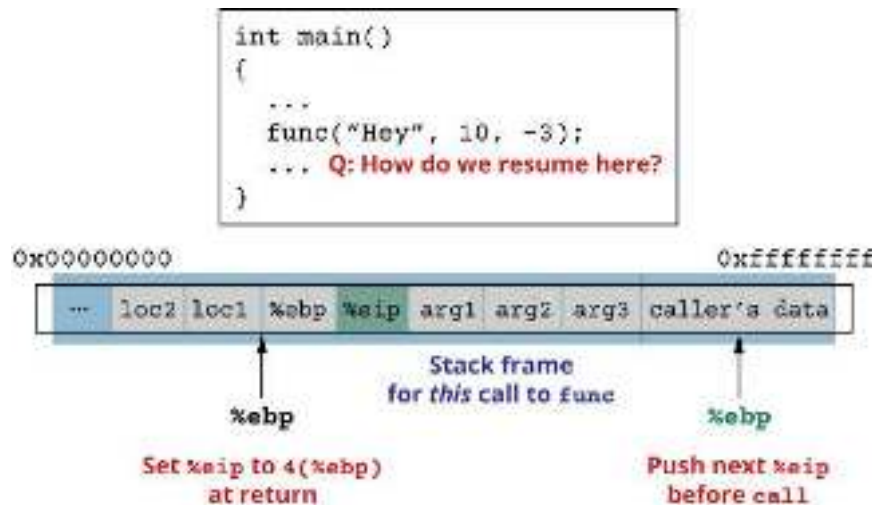 int main()
{
...
func("Hey", 10, -3);
... Q: How do we resume here?
}
0x00000000 0xffffffff
... loc2 loc1 %ebp %eip arg1 arg2 arg3 caller's data
Stack frame
for this call to func
%ebp %ebp
Set %eip to 4(%ebp)
at return
Push next %eip
before call